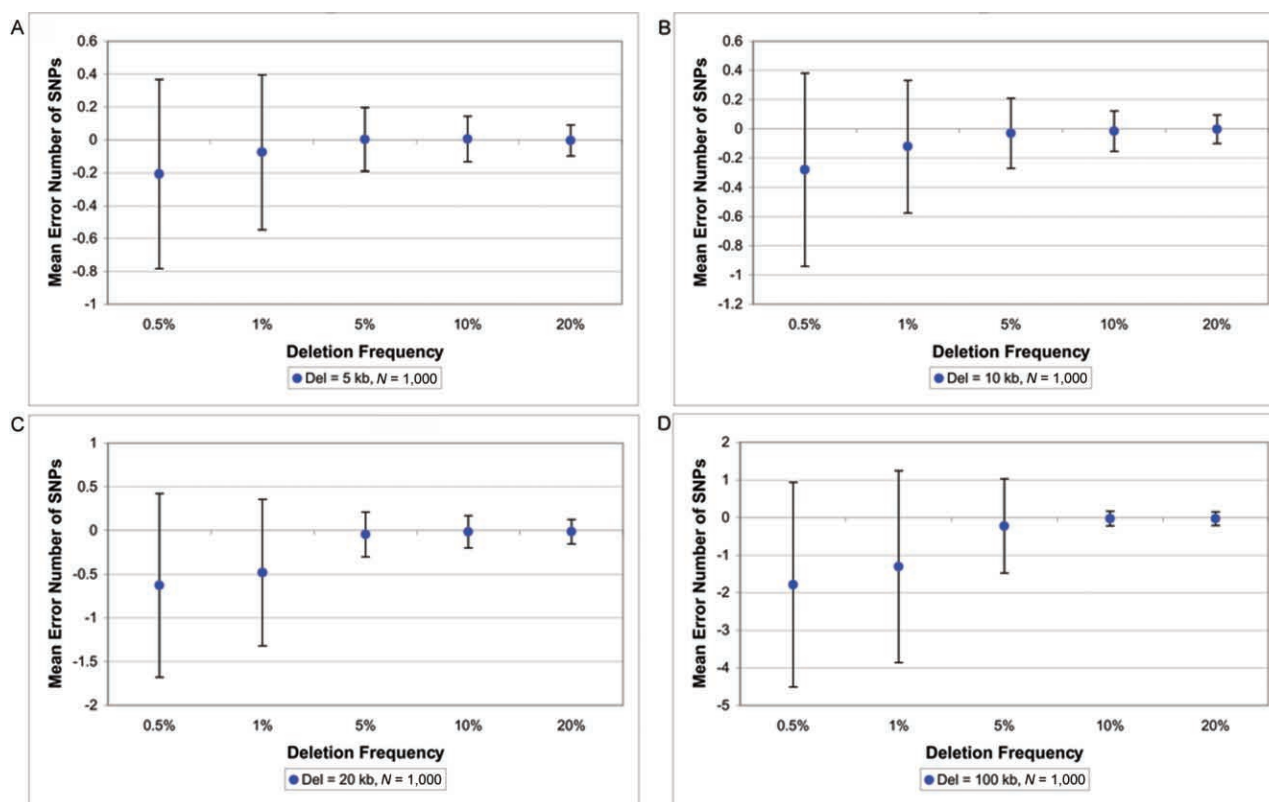 A
Mean Error Number of SNPs
0.6
0.4
0.2
0
-0.2
-0.4
-0.6
-0.8
-1
0.5% 1% 5% 10% 20%
Deletion Frequency
Del = 5 kb, N = 1,000
B
Mean Error Number of SNPs
0.6
0.4
0.2
0
-0.2
-0.4
-0.6
-0.8
-1
-1.2
0.5% 1% 5% 10% 20%
Deletion Frequency
Del = 10 kb, N = 1,000
C
Mean Error Number of SNPs
1
0.5
0
-0.5
-1
-1.5
-2
0.5% 1% 5% 10% 20%
Deletion Frequency
Del = 20 kb, N = 1,000
D
Mean Error Number of SNPs
2
1
0
-1
-2
-3
-4
-5
0.5% 1% 5% 10% 20%
Deletion Frequency
Del = 100 kb, N = 1,000